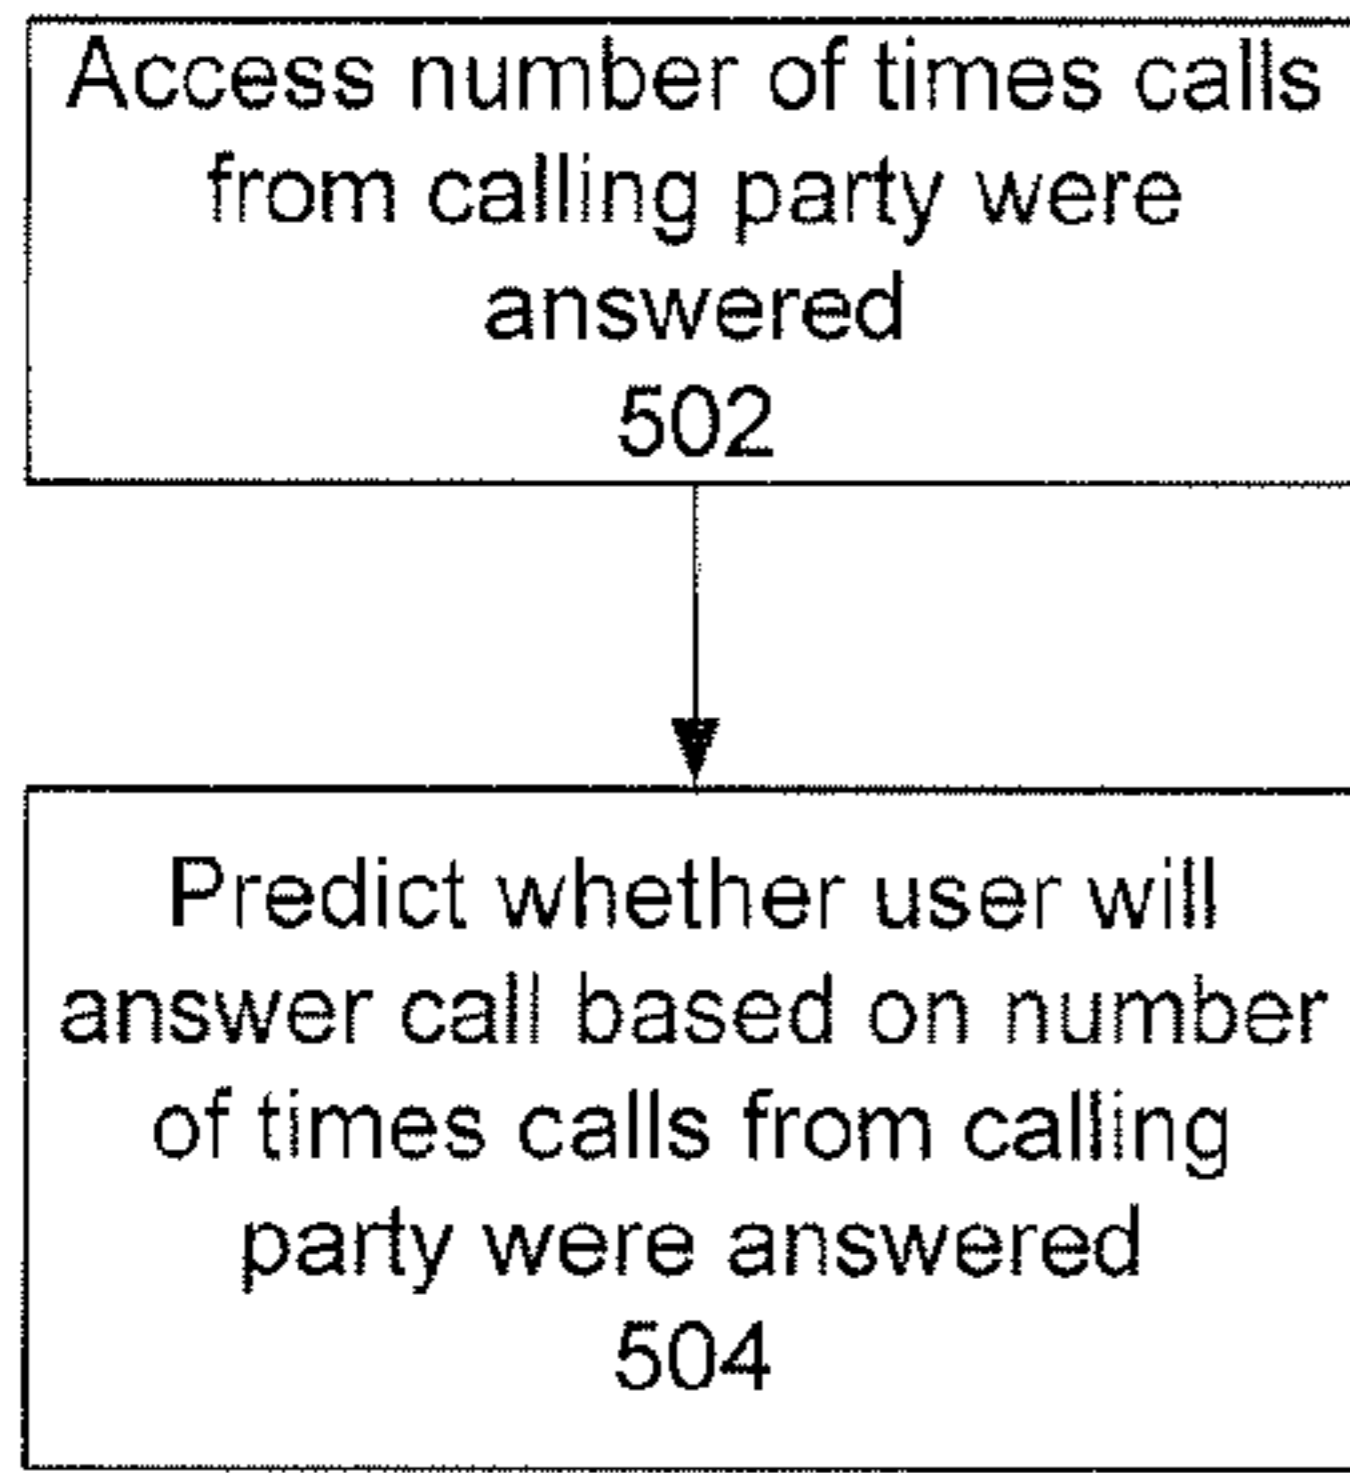 Access number of times calls
from calling party were
answered
502
Predict whether user will
answer call based on number
of times calls from calling
party were answered
504